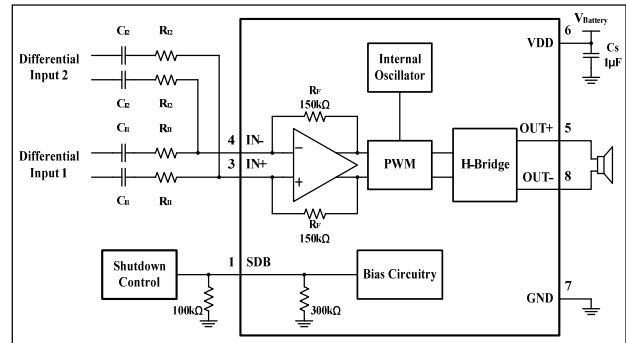 CI2 RI2
Differential
Input 2
CI2 RI2
CI1 RI1
Differential
Input 1
CI1 RI1
4 IN-
3 IN+
RF
150kΩ
−
+
RF
150kΩ
Internal
Oscillator
PWM
H-Bridge
VBattery
6
VDD
Cs
1μF
OUT+ 5
OUT- 8
Shutdown
Control
1 SDB
100kΩ
300kΩ
Bias Circuitry
7
GND